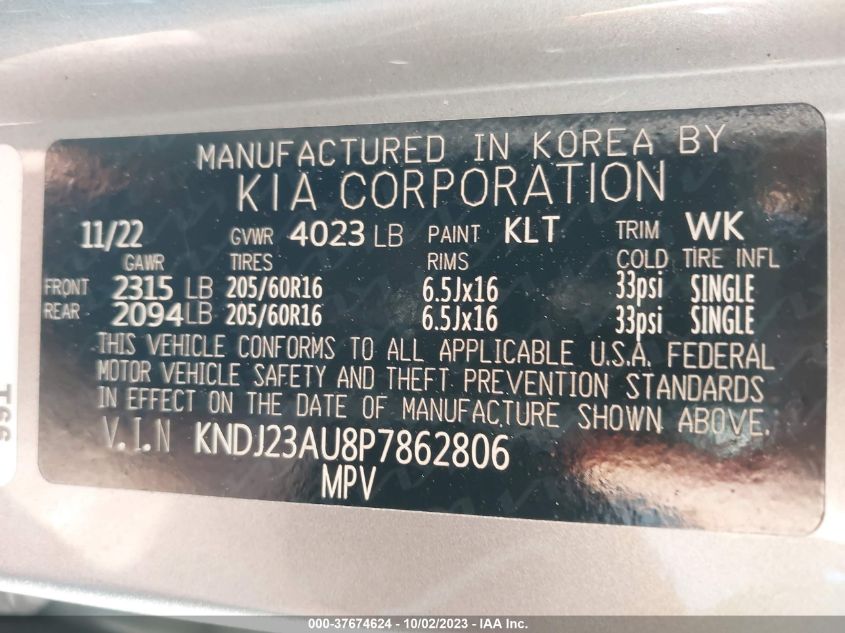 MANUFACTURED IN KOREA BY
KIA CORPORATION
11/22 GVWR 4023 LB PAINT KLT TRIM WK
GAWR TIRES RIMS COLD TIRE INFL
FRONT 2315 LB 205/60R16 6.5Jx16 33psi SINGLE
REAR 2094 LB 205/60R16 6.5Jx16 33psi SINGLE
THIS VEHICLE CONFORMS TO ALL APPLICABLE U.S.A. FEDERAL
MOTOR VEHICLE SAFETY AND THEFT PREVENTION STANDARDS
IN EFFECT ON THE DATE OF MANUFACTURE SHOWN ABOVE.
V.I.N KNDJ23AU8P7862806
MPV
000-37674624 - 10/02/2023 - IAA Inc.